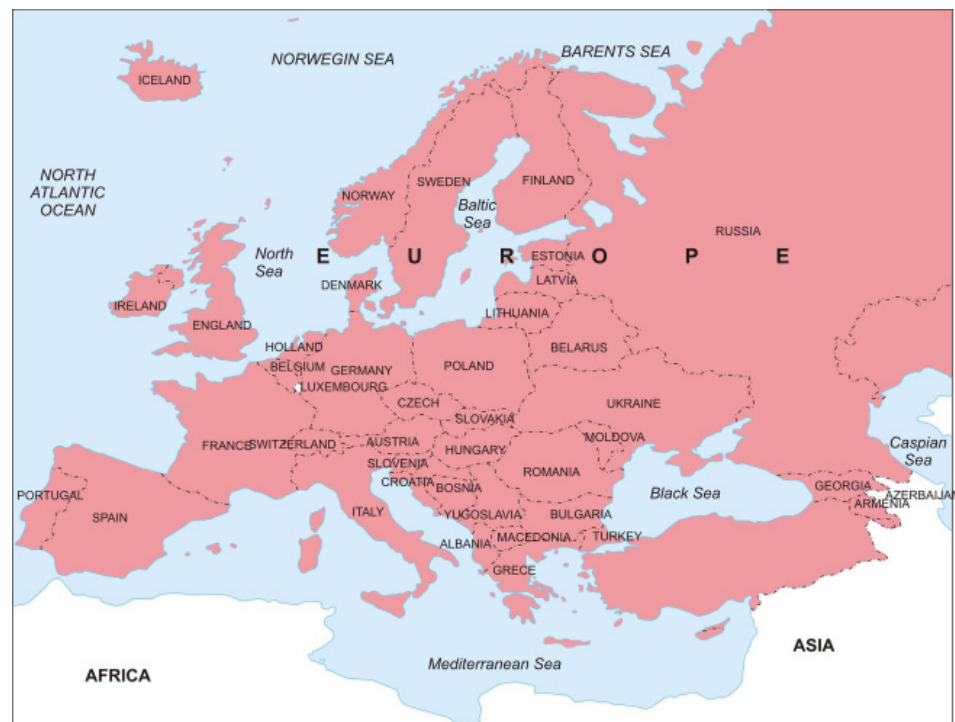 NORWEGIN SEA
BARENTS SEA
ICELAND
NORTH
ATLANTIC
OCEAN
NORWAY
SWEDEN
FINLAND
Baltic
Sea
RUSSIA
North
Sea
E U R O P E
ESTONIA
LATVIA
DENMARK
LITHUANIA
IRELAND
ENGLAND
HOLLAND
BELARUS
BELSIUM
GERMANY
POLAND
LUXEMBOURG
CZECH
UKRAINE
SLOVAKIA
FRANCE
SWITZERLAND
AUSTRIA
HUNGARY
MOLDOVA
Caspian
Sea
SLOVENJA
ROMANIA
CROATIA
BOSNIA
Black Sea
GEORGIA
PORTUGAL
AZERBAIJAN
ARMENIA
SPAIN
ITALY
YUGOSLAVIA
BULGARIA
ALBANIA
MACEDONIA
TURKEY
GRECE
ASIA
Mediterranean Sea
AFRICA